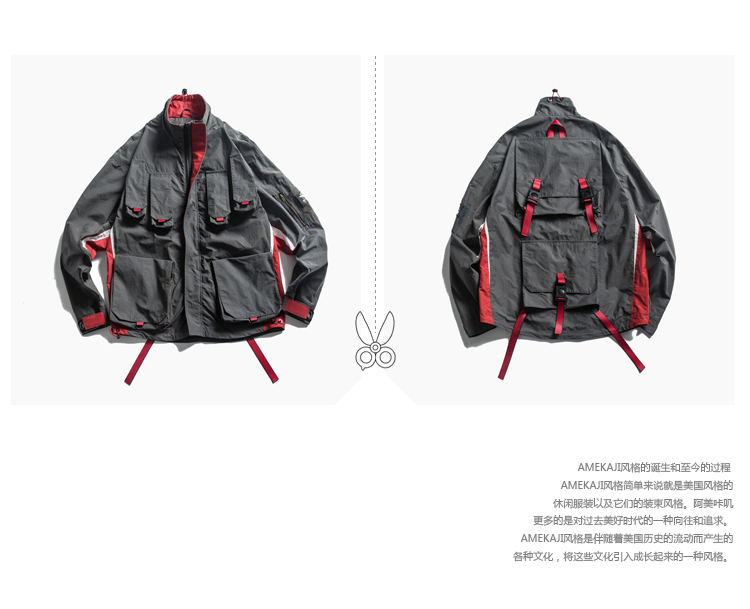 AMEKAJI风格的诞生和至今的过程
AMEKAJI风格简单来说就是美国风格的
休闲服装以及它们的装束风格。阿美咔叽
更多的是对过去美好时代的一种向往和追求。
AMEKAJI风格是伴随着美国历史的流动而产生的
各种文化，将这些文化引入成长起来的一种风格。